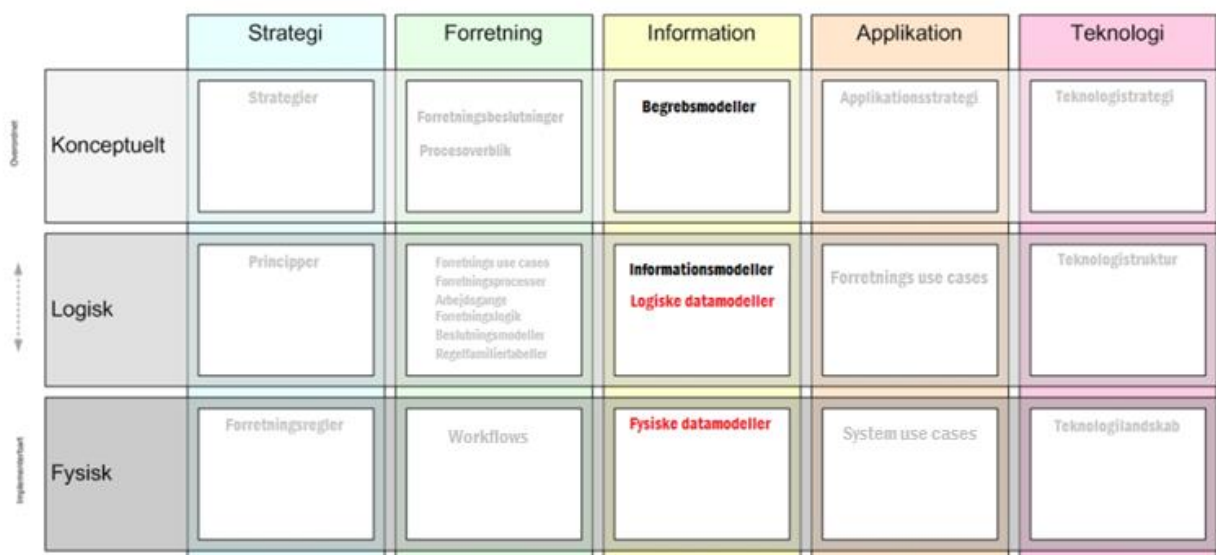 Strategi
Forretning
Information
Applikation
Teknologi
Overordnet
Konceptuelt
Strategier
Forretningsbeslutninger
Procesoverblik
Begrebsmodeller
Applikationsstrategi
Teknologistrategi
Logisk
Principper
Forretnings use cases
Forretningsprocesser
Arbejdsgange
Forretningslogik
Beslutningsmodeller
Regelfamilietabeller
Informationsmodeller
Logiske datamodeller
Forretnings use cases
Teknologistruktur
Implementerbart
Fysisk
Forretningsregler
Workflows
Fysiske datamodeller
System use cases
Teknologilandskab